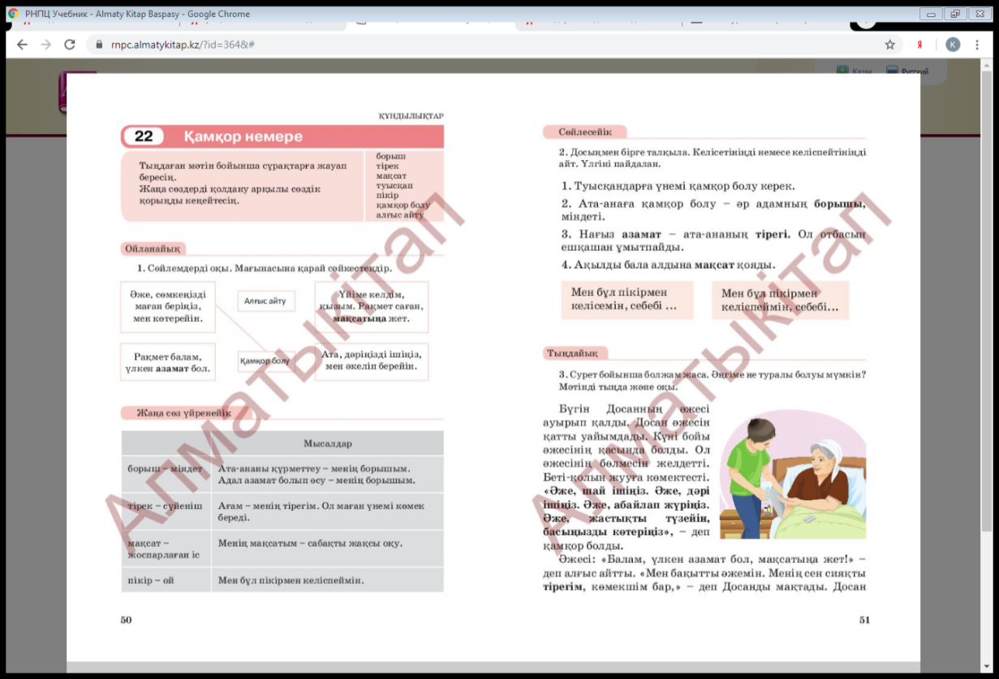 РНПЦ Учебник - Almaty Kitap Baspasy - Google Chrome
rnpc.almatykitap.kz/?id=364&#
Я
K
Қазақ
Русский
ҚҰНДЫЛЫҚТАР
22 Қамқор немере
Тыңдаған мәтін бойынша сұрақтарға жауап
бересің.
Жаңа сөздерді қолдану арқылы сөздік
қорыңды кеңейтесің.
борыш
тірек
мақсат
туысқан
пікір
қамқор болу
алғыс айту
Ойланайық
1. Сөйлемдерді оқы. Мағынасына қарай сәйкестендір.
Әже, сөмкеңізді
маған беріңіз,
мен көтерейін.
Алғыс айту
Үйіме келдім,
қызым. Рақмет саған,
мақсатыңа жет.
Рақмет балам,
үлкен азамат бол.
Қамқор болу
Ата, дәріңізді ішіңіз,
мен әкеліп берейін.
Жаңа сөз үйренейік
Мысалдар
борыш – міндет
Ата-ананы құрметтеу – менің борышым.
Адал азамат болып өсу – менің борышым.
тірек – сүйеніш
Ағам – менің тірегім. Ол маған үнемі көмек
береді.
мақсат –
жоспарлаған іс
Менің мақсатым – сабақты жақсы оқу.
пікір – ой
Мен бұл пікірмен келіспеймін.
50
Сөйлесейік
2. Досыңмен бірге талқыла. Келісетініңді немесе келіспейтініңді
айт. Үлгіні пайдалан.
1. Туысқандарға үнемі қамқор болу керек.
2. Ата-анаға қамқор болу – әр адамның борышы,
міндеті.
3. Нағыз азамат – ата-ананың тірегі. Ол отбасын
ешқашан ұмытпайды.
4. Ақылды бала алдына мақсат қояды.
Мен бұл пікірмен
келісемін, себебі ...
Мен бұл пікірмен
келіспеймін, себебі...
Тыңдайық
3. Сурет бойынша болжам жаса. Әңгіме не туралы болуы мүмкін?
Мәтінді тыңда және оқы.
Бүгін Досанның әжесі
ауырып қалды. Досан әжесін
қатты уайымдады. Күні бойы
әжесінің қасында болды. Ол
әжесінің бөлмесін желдетті.
Беті-қолын жууға көмектесті.
«Әже, шай ішіңіз. Әже, дәрі
ішіңіз. Әже, абайлап жүріңіз.
Әже, жастықты түзейін,
басыңызды көтеріңіз», – деп
қамқор болды.
Әжесі: «Балам, үлкен азамат бол, мақсатыңа жет!» –
деп алғыс айтты. «Мен бақытты әжемін. Менің сен сияқты
тірегім, көмекшім бар,» – деп Досанды мақтады. Досан
51
Алматыкітап
Алматыкітап